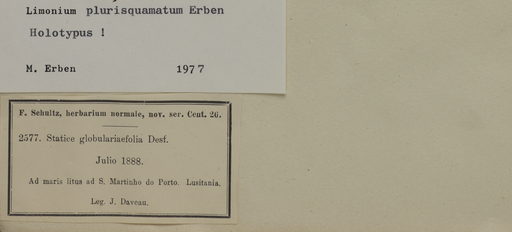 Limonium plurisquamatum Erben
Holotypus !
M. Erben 1977
F. Schultz, herbarium normale, nov. ser. Cent. 26.
2577. Statice globulariaefolia Desf.
Julio 1888.
Ad maris litus ad S. Martinho do Porto. Lusitania.
Leg. J. Daveau.